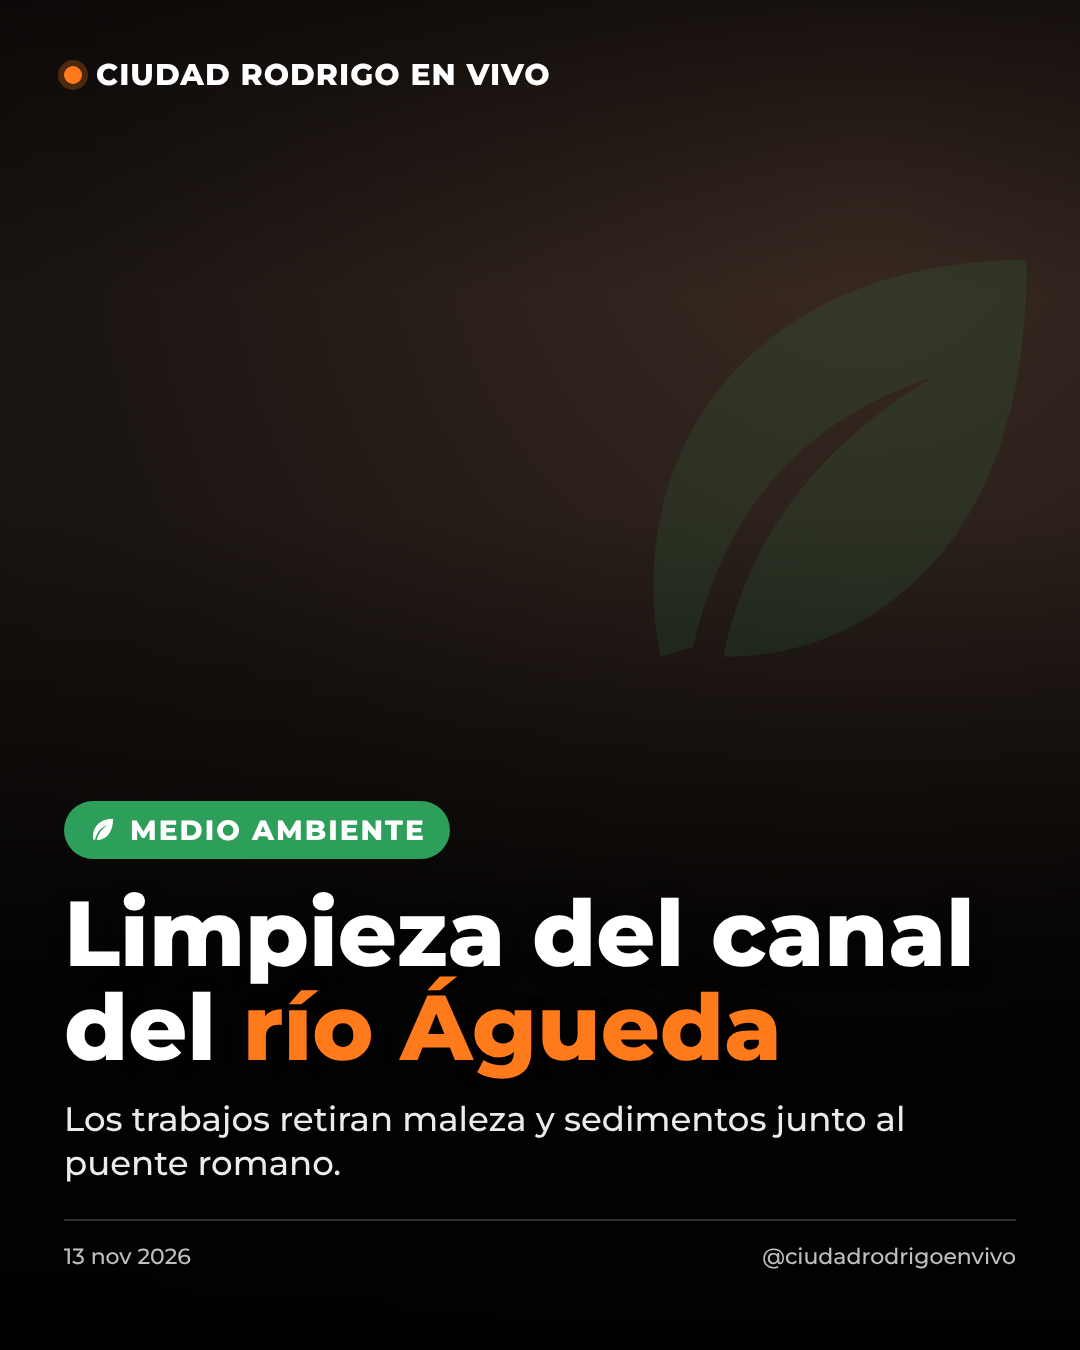 CIUDAD RODRIGO EN VIVO
MEDIO AMBIENTE
Limpieza del canal
del río Águeda
Los trabajos retiran maleza y sedimentos junto al
puente romano.
13 nov 2026
@ciudadrodrigoenvivo